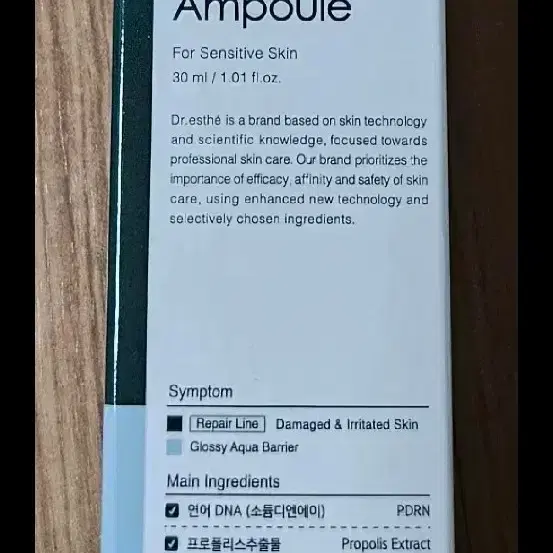 Ampoule
For Sensitive Skin
30 ml / 1.01 fl.oz.
Dr.esthé is a brand based on skin technology
and scientific knowledge, focused towards
professional skin care. Our brand prioritizes the
importance of efficacy, affinity and safety of skin
care, using enhanced new technology and
selectively chosen ingredients.
Symptom
Repair Line Damaged & Irritated Skin
Glossy Aqua Barrier
Main Ingredients
연어 DNA (소듐디엔에이) PDRN
프로폴리스추출물 Propolis Extract